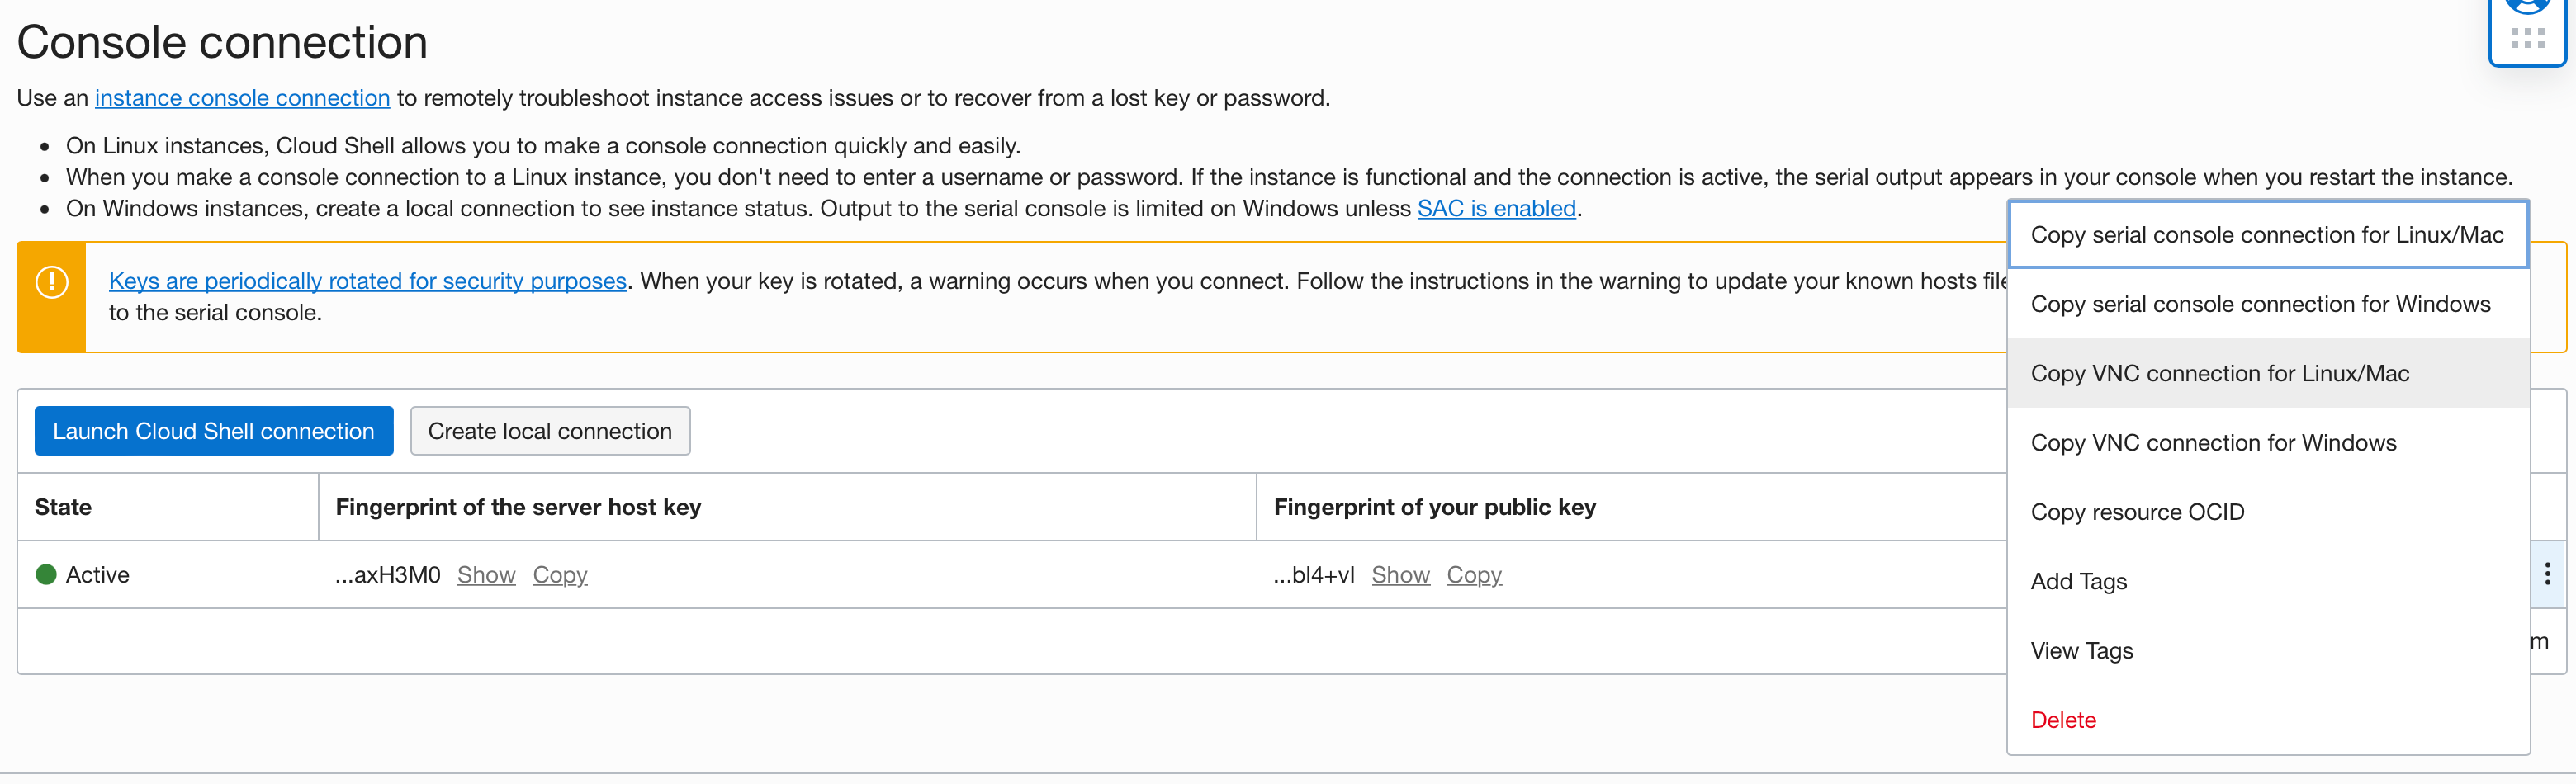 Console connection
Use an instance console connection to remotely troubleshoot instance access issues or to recover from a lost key or password.
• On Linux instances, Cloud Shell allows you to make a console connection quickly and easily.
• When you make a console connection to a Linux instance, you don't need to enter a username or password. If the instance is functional and the connection is active, the serial output appears in your console when you restart the instance.
• On Windows instances, create a local connection to see instance status. Output to the serial console is limited on Windows unless SAC is enabled.
Keys are periodically rotated for security purposes. When your key is rotated, a warning occurs when you connect. Follow the instructions in the warning to update your known hosts file
to the serial console.
Launch Cloud Shell connection
Create local connection
State
Fingerprint of the server host key
Fingerprint of your public key
Active
...axH3M0 Show Copy
...bl4+vI Show Copy
Copy serial console connection for Linux/Mac
Copy serial console connection for Windows
Copy VNC connection for Linux/Mac
Copy VNC connection for Windows
Copy resource OCID
Add Tags
View Tags
Delete